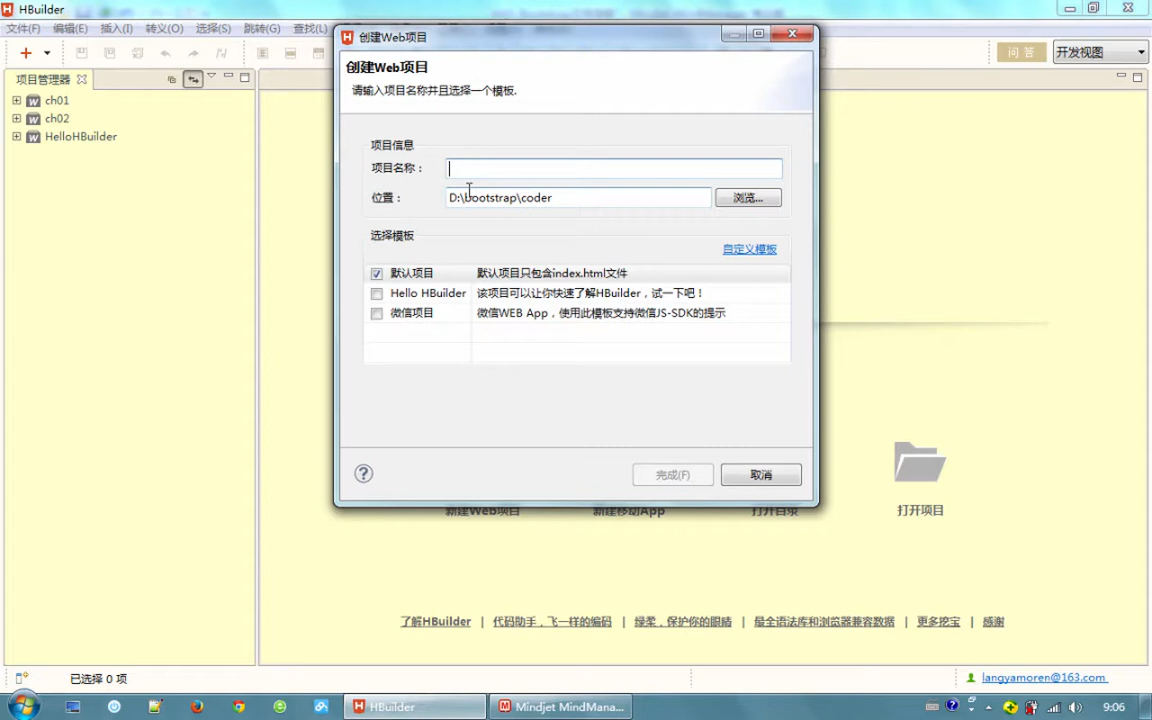 HBuilder
文件(F) 编辑(E) 插入(I) 转义(O) 选择(S) 跳转(G) 查找(L)
问 答 开发视图
项目管理器
ch01
ch02
HelloHBuilder
创建Web项目
创建Web项目
请输入项目名称并且选择一个模板.
项目信息
项目名称：
位置： D:\bootstrap\coder 浏览...
选择模板
自定义模板
默认项目 默认项目只包含index.html文件
Hello HBuilder 该项目可以让你快速了解HBuilder，试一下吧！
微信项目 微信WEB App，使用此模板支持微信JS-SDK的提示
完成(F) 取消
新建Web项目 新建移动App 打开目录 打开项目
了解HBuilder | 代码助手，飞一样的编码 | 绿柔，保护你的眼睛 | 最全语法库和浏览器兼容数据 | 更多挖宝 | 感谢
已选择 0 项
langyamoren@163.com
HBuilder Mindjet MindMana... 9:06